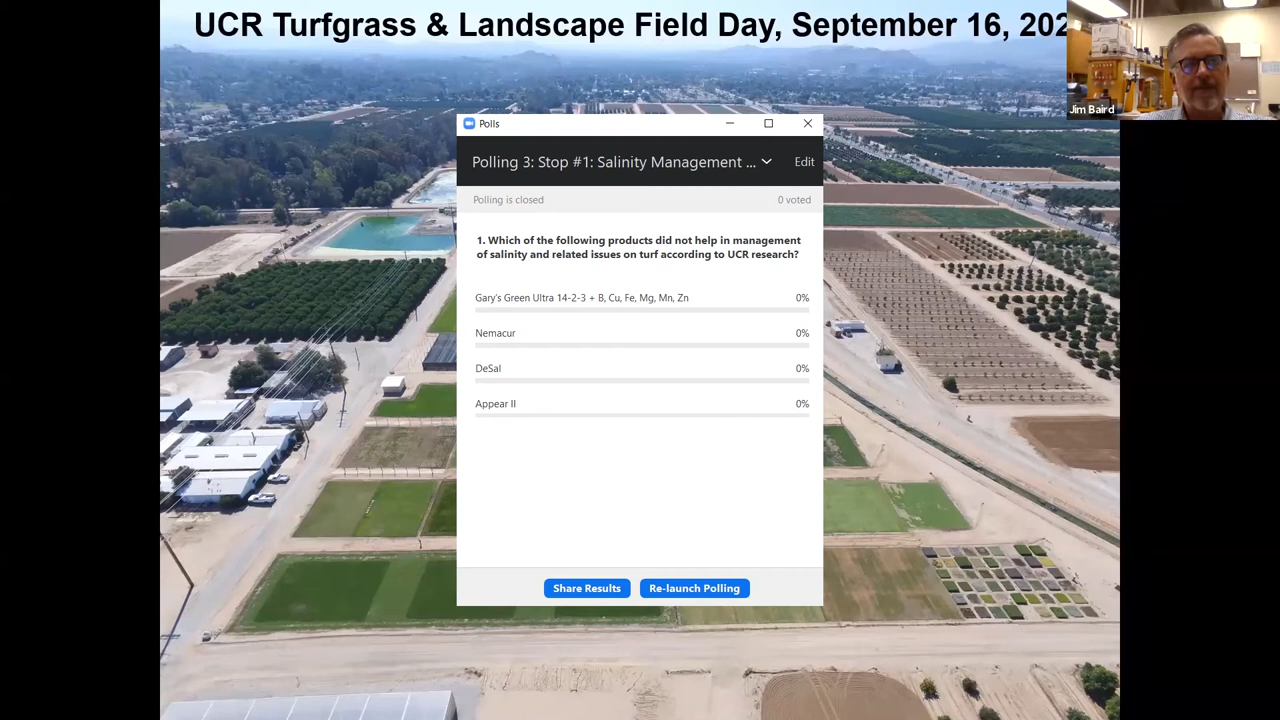 UCR Turfgrass & Landscape Field Day, September 16, 202
Jim Baird
Polls
Polling 3: Stop #1: Salinity Management ...
Edit
Polling is closed
0 voted
1. Which of the following products did not help in management
of salinity and related issues on turf according to UCR research?
Gary's Green Ultra 14-2-3 + B, Cu, Fe, Mg, Mn, Zn
0%
Nemacur
0%
DeSal
0%
Appear II
0%
Share Results
Re-launch Polling